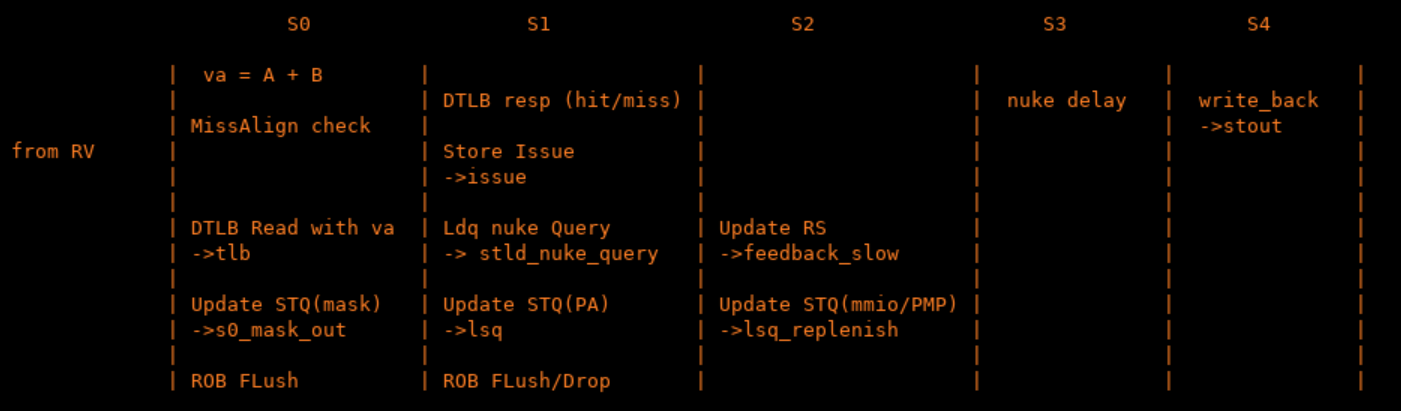 S0 S1 S2 S3 S4
| va = A + B | | | | |
| | DTLB resp (hit/miss) | | nuke delay | write_back |
| MissAlign check | | | | ->stout |
from RV | | Store Issue | | | |
| | ->issue | | | |
| | | | | |
| DTLB Read with va | Ldq nuke Query | Update RS | | |
| ->tlb | -> stld_nuke_query | ->feedback_slow | | |
| | | | | |
| Update STQ(mask) | Update STQ(PA) | Update STQ(mmio/PMP) | | |
| ->s0_mask_out | ->lsq | ->lsq_replenish | | |
| | | | | |
| ROB FLush | ROB FLush/Drop | | | |